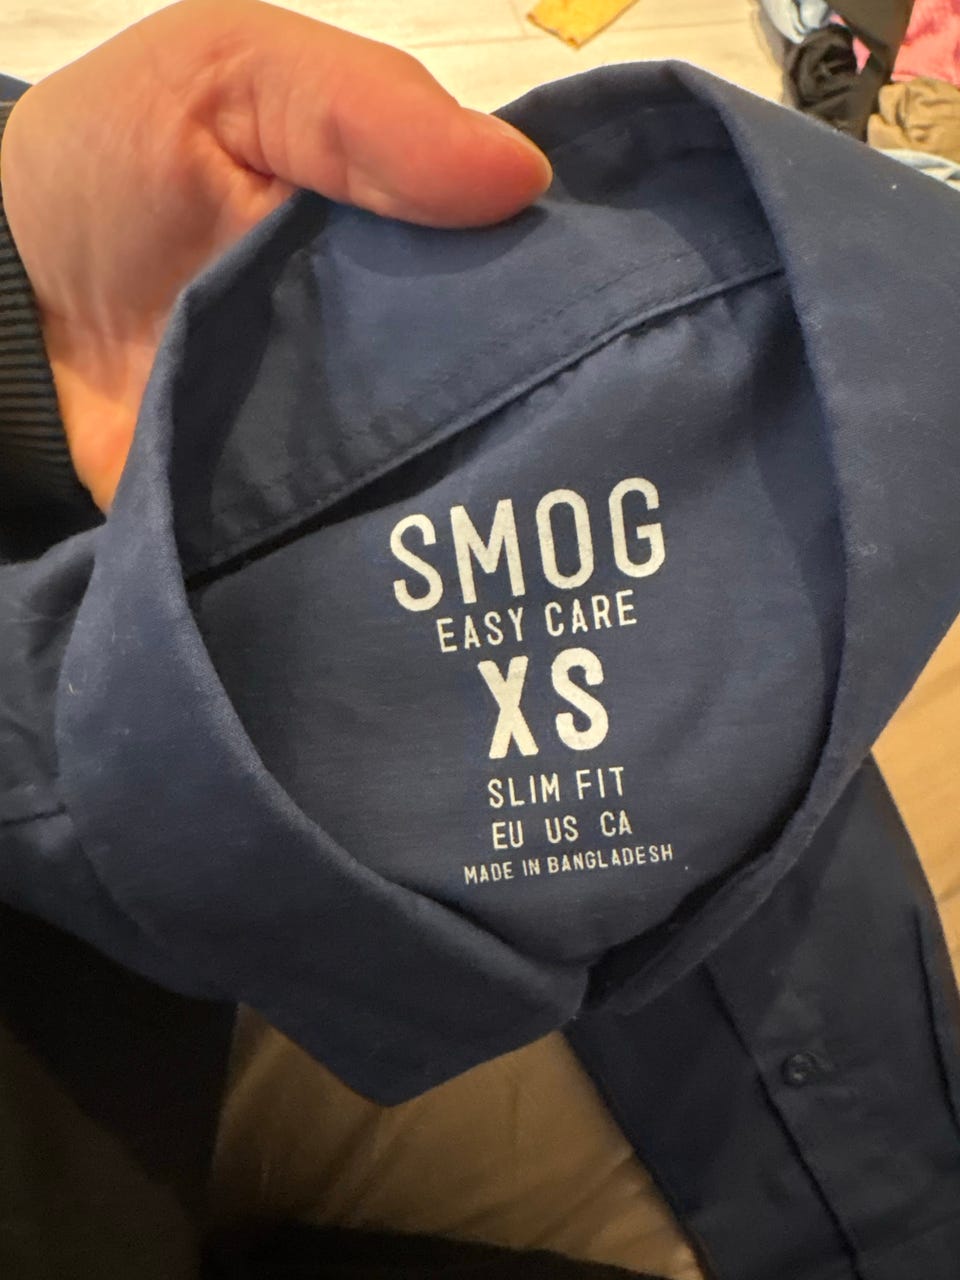 SMOG
EASY CARE
XS
SLIM FIT
EU US CA
MADE IN BANGLADESH